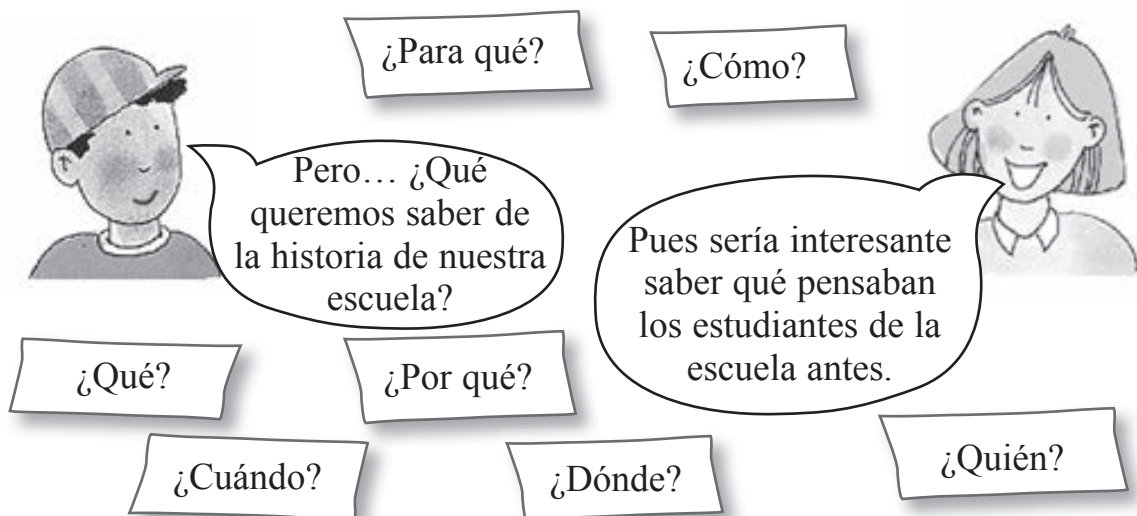 ¿Para qué?
¿Cómo?
Pero… ¿Qué
queremos saber de
la historia de nuestra
escuela?
Pues sería interesante
saber qué pensaban
los estudiantes de la
escuela antes.
¿Qué?
¿Por qué?
¿Cuándo?
¿Dónde?
¿Quién?